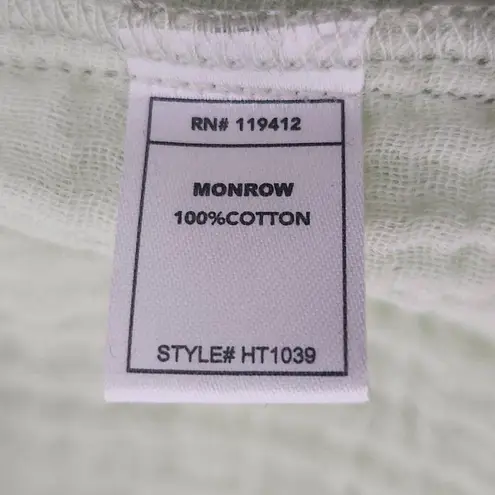 RN# 119412
MONROW
100%COTTON
STYLE# HT1039